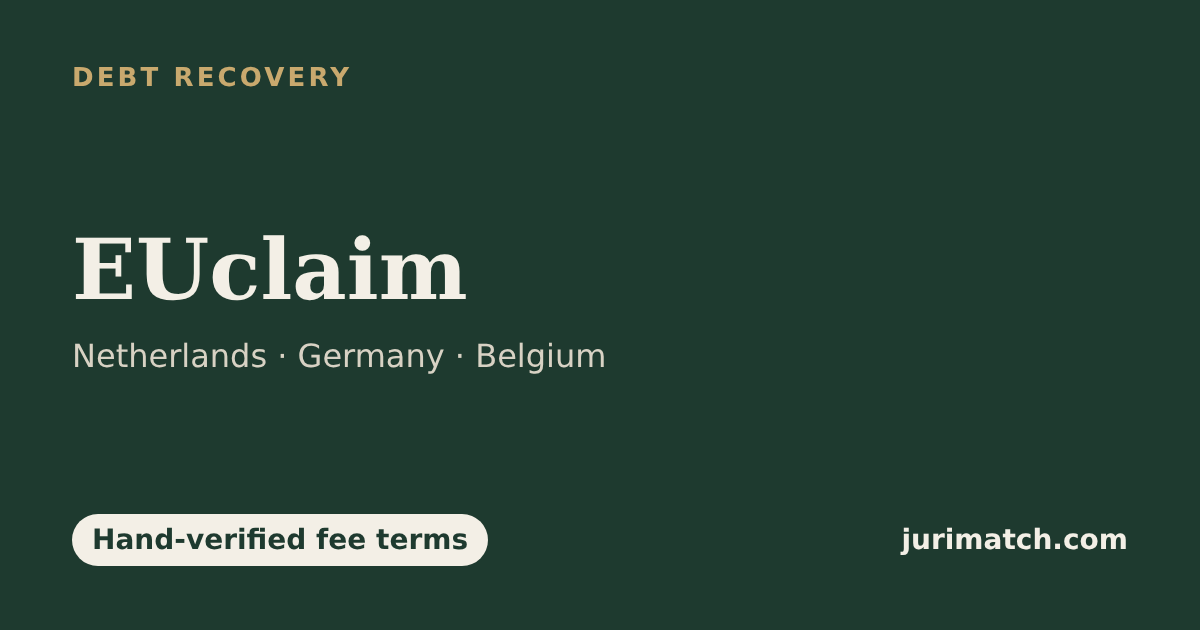 DEBT RECOVERY
EUclaim
Netherlands · Germany · Belgium
Hand-verified fee terms
jurimatch.com